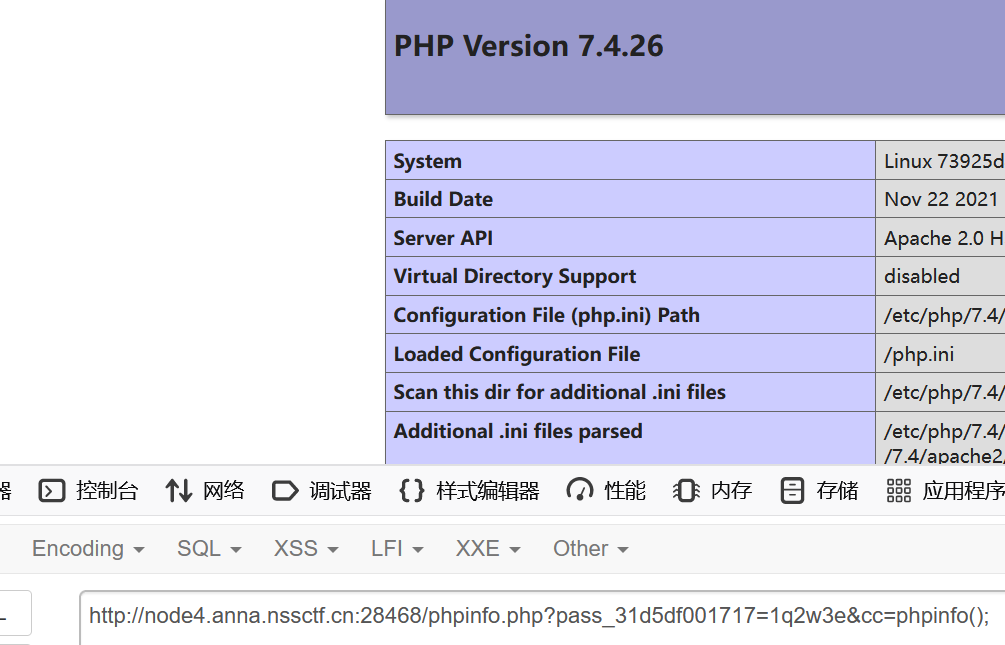 PHP Version 7.4.26
System Linux 73925d
Build Date Nov 22 2021
Server API Apache 2.0 H
Virtual Directory Support disabled
Configuration File (php.ini) Path /etc/php/7.4/
Loaded Configuration File /php.ini
Scan this dir for additional .ini files /etc/php/7.4/
Additional .ini files parsed /etc/php/7.4/
/7.4/apache2/
器 控制台 网络 调试器 样式编辑器 性能 内存 存储 应用程序
Encoding SQL XSS LFI XXE Other
http://node4.anna.nssctf.cn:28468/phpinfo.php?pass_31d5df001717=1q2w3e&cc=phpinfo();